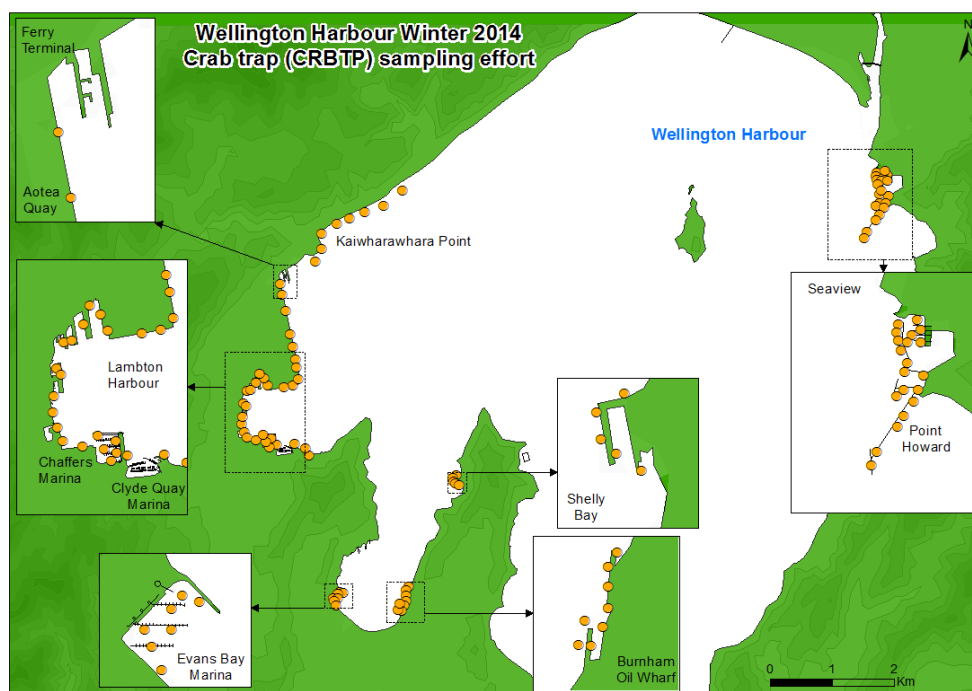 Ferry
Terminal
Wellington Harbour Winter 2014
Crab trap (CRBTP) sampling effort
N
Wellington Harbour
Aotea
Quay
Kaiwharawhara Point
Seaview
Lambton
Harbour
Point
Howard
Chaffers
Marina
Clyde Quay
Marina
Shelly
Bay
Evans Bay
Marina
Burnham
Oil Wharf
0 1 2
Km